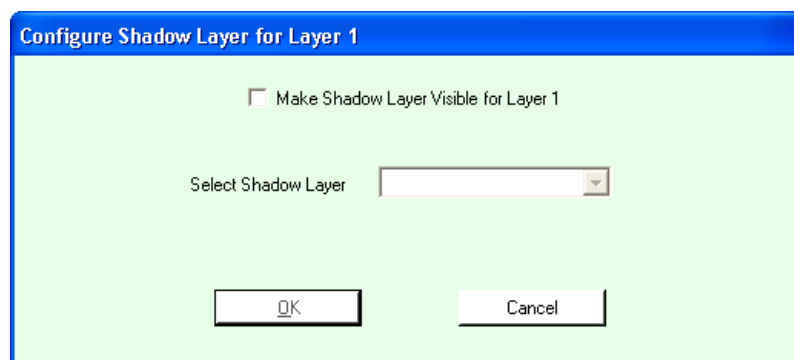 Configure Shadow Layer for Layer 1
Make Shadow Layer Visible for Layer 1
Select Shadow Layer
OK
Cancel